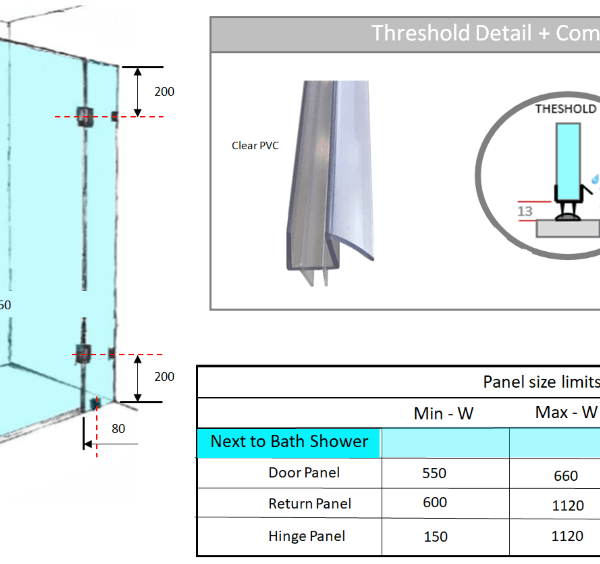 Threshold Detail + Com
200
Clear PVC
THESHOLD
13
60
200
80
Panel size limits
Min - W
Max - W
Next to Bath Shower
Door Panel
550
660
Return Panel
600
1120
Hinge Panel
150
1120